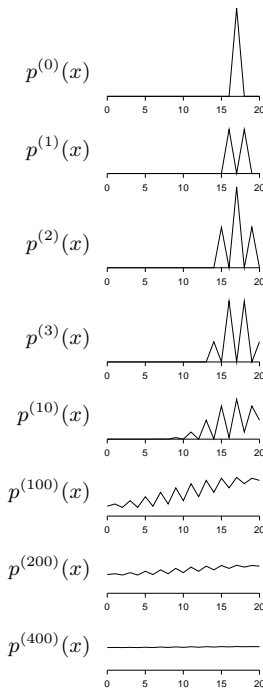 p^{(0)}(x)
0 5 10 15 20
p^{(1)}(x)
0 5 10 15 20
p^{(2)}(x)
0 5 10 15 20
p^{(3)}(x)
0 5 10 15 20
p^{(10)}(x)
0 5 10 15 20
p^{(100)}(x)
0 5 10 15 20
p^{(200)}(x)
0 5 10 15 20
p^{(400)}(x)
0 5 10 15 20